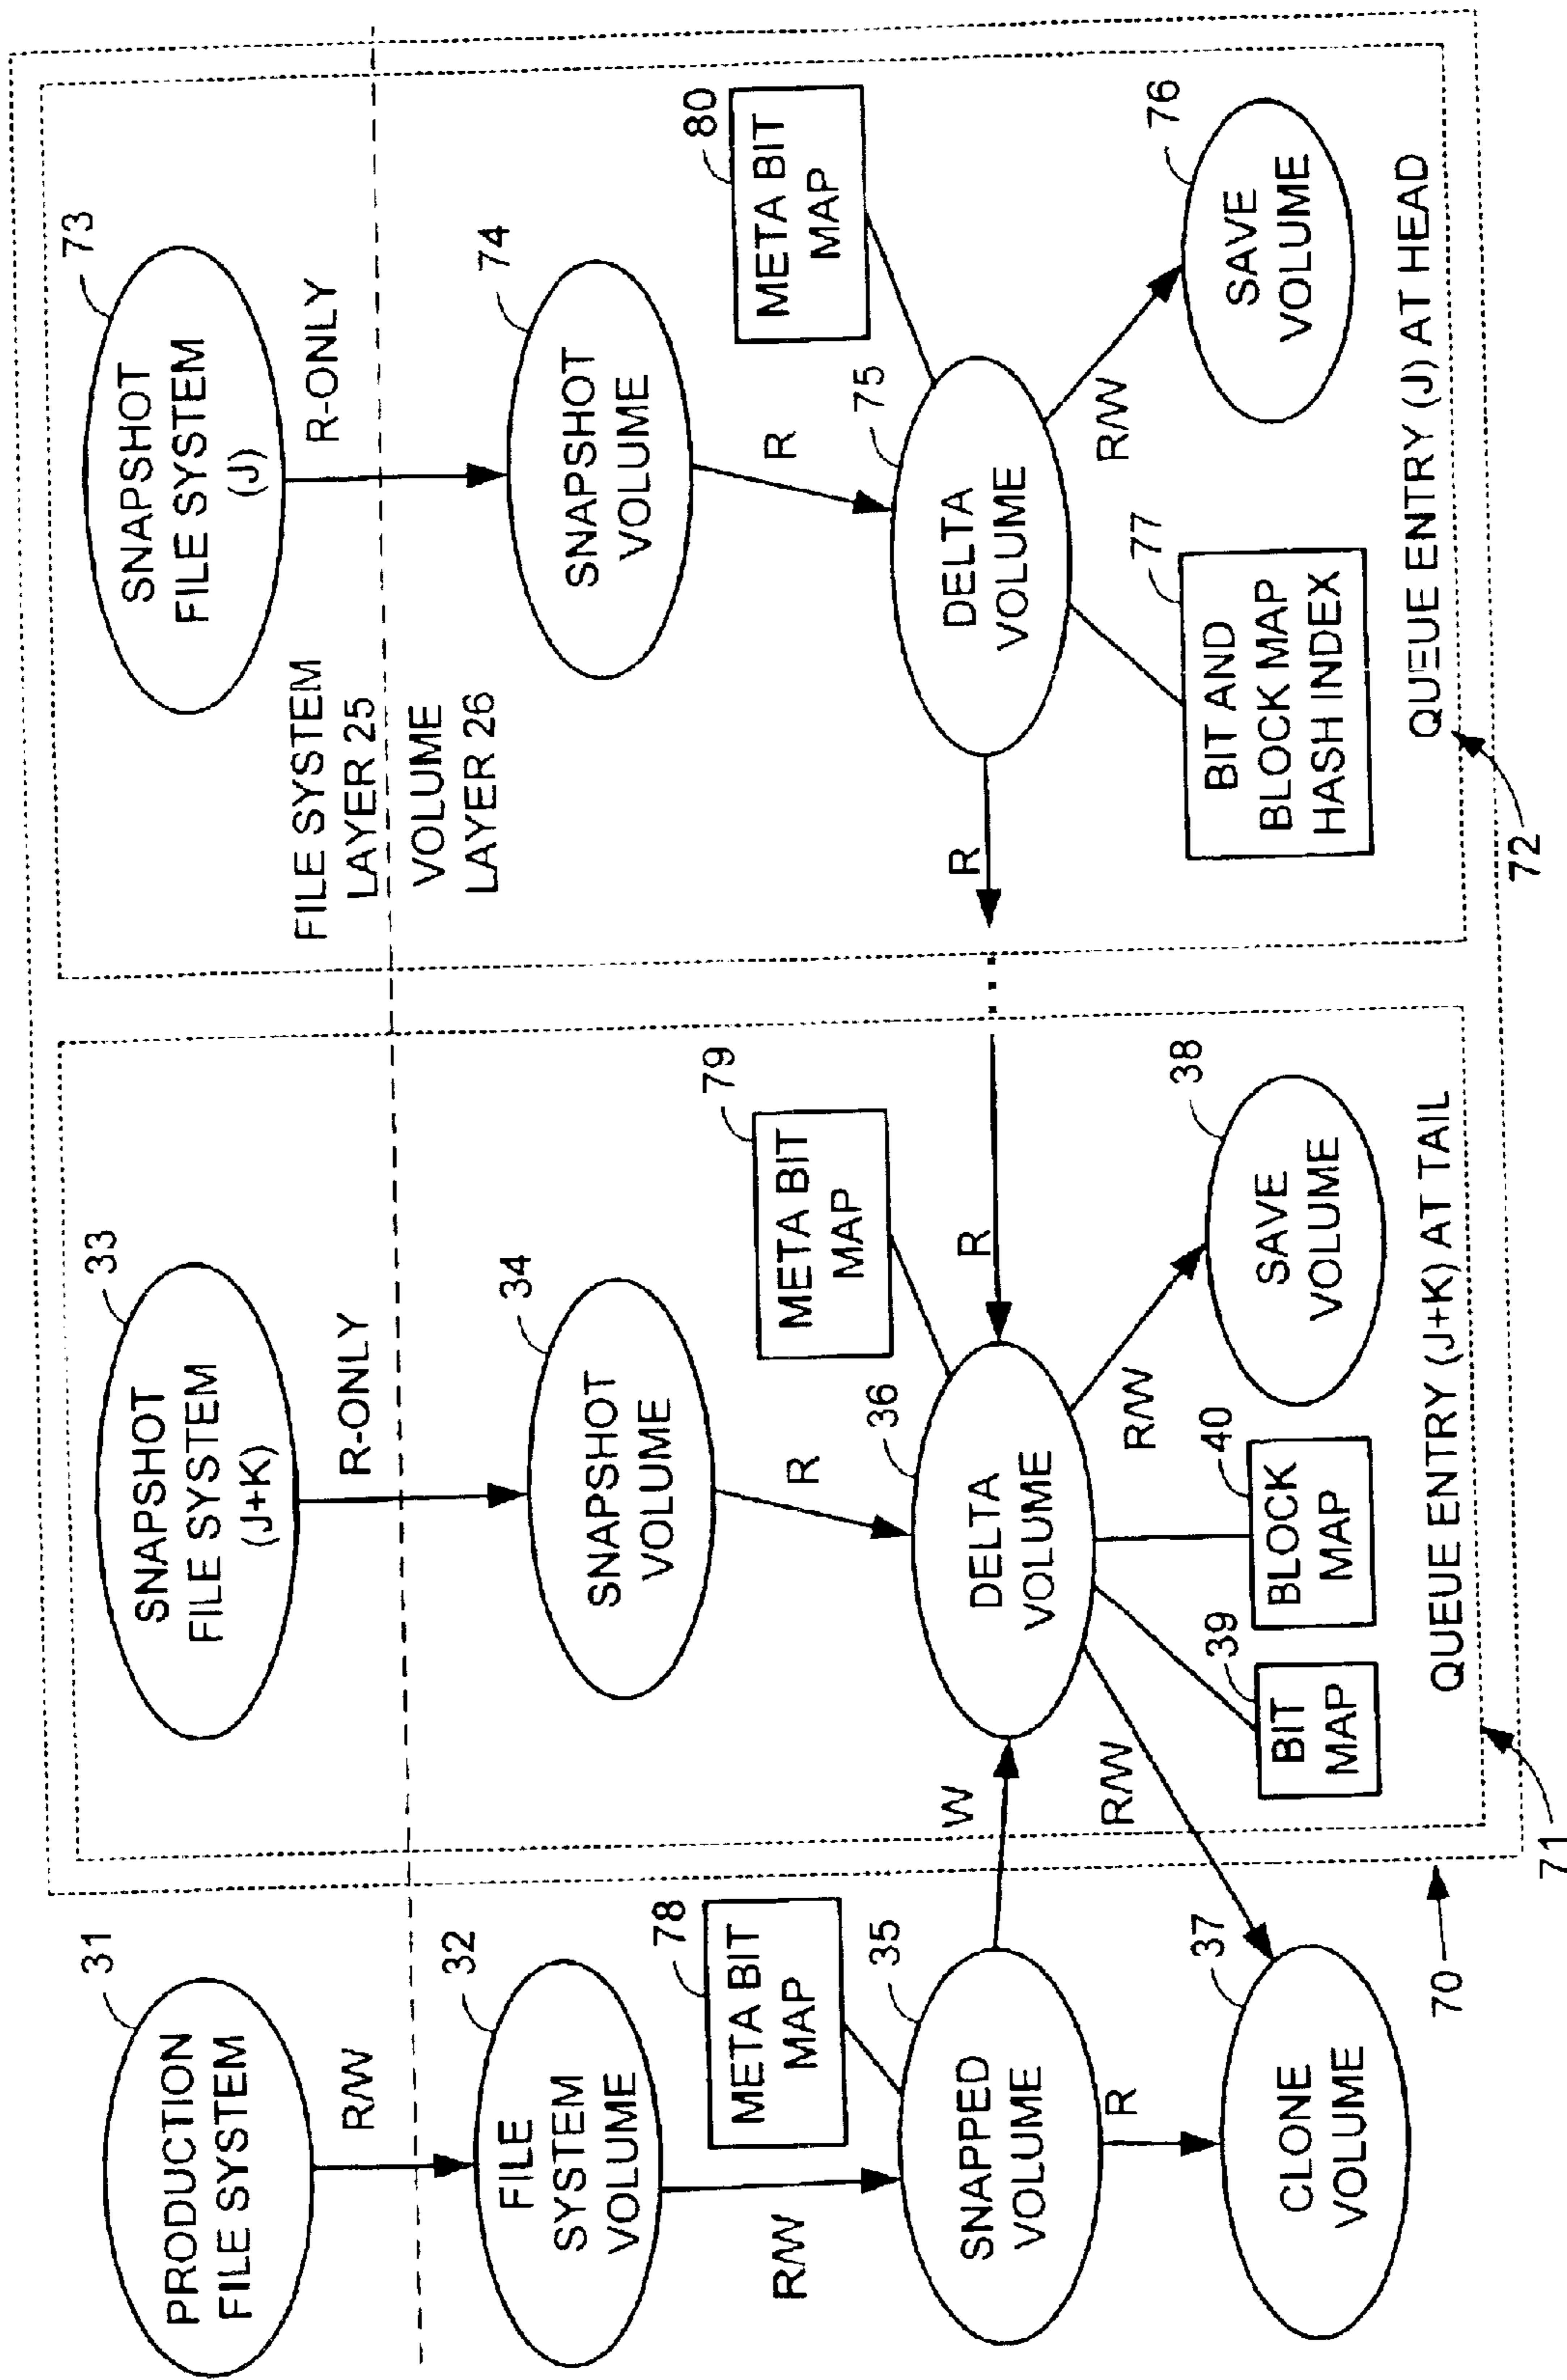 31
PRODUCTION
FILE SYSTEM
R/W
32
FILE
SYSTEM
VOLUME
R/W
78
META BIT
MAP
35
SNAPPED
VOLUME
W
R
37
CLONE
VOLUME
R/W
70
33
SNAPSHOT
FILE SYSTEM
(J+K)
R-ONLY
34
SNAPSHOT
VOLUME
R
79
META BIT
MAP
36
DELTA
VOLUME
R
39
BIT
MAP
40
BLOCK
MAP
R/W
38
SAVE
VOLUME
QUEUE ENTRY (J+K) AT TAIL
71
73
SNAPSHOT
FILE SYSTEM
(J)
R-ONLY
FILE SYSTEM
LAYER 25
VOLUME
LAYER 26
74
SNAPSHOT
VOLUME
R
80
META BIT
MAP
75
DELTA
VOLUME
R
77
BIT AND
BLOCK MAP
HASH INDEX
R/W
76
SAVE
VOLUME
QUEUE ENTRY (J) AT HEAD
72